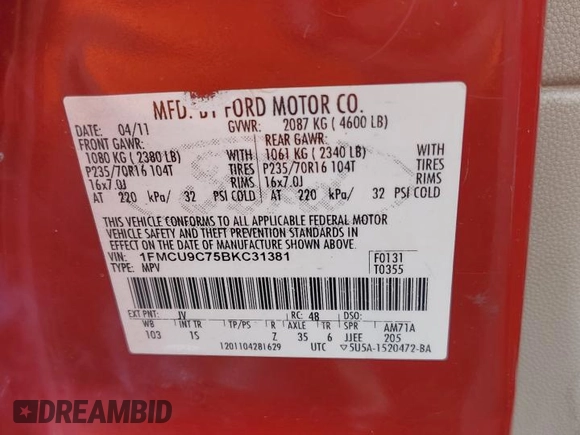 MFD. BY FORD MOTOR CO.
DATE: 04/11 GVWR: 2087 KG ( 4600 LB)
FRONT GAWR: REAR GAWR:
1080 KG ( 2380 LB) WITH 1061 KG ( 2340 LB) WITH
P235/70R16 104T TIRES P235/70R16 104T TIRES
16x7.0J RIMS 16x7.0J RIMS
AT 220 kPa/ 32 PSI COLD AT 220 kPa/ 32 PSI COLD
THIS VEHICLE CONFORMS TO ALL APPLICABLE FEDERAL MOTOR
VEHICLE SAFETY AND THEFT PREVENTION STANDARDS IN
EFFECT ON THE DATE OF MANUFACTURE SHOWN ABOVE.
VIN: 1FMCU9C75BKC31381 F0131
TYPE: MPV T0355
EXT PNT: JV RC: 48 AM71A
WB INT TR TP/PS R AXLE TR SPR
103 1S Z 35 6 JJEE 205
1201104281629 UTC ▽5U5A-1520472-BA
DREAMBID